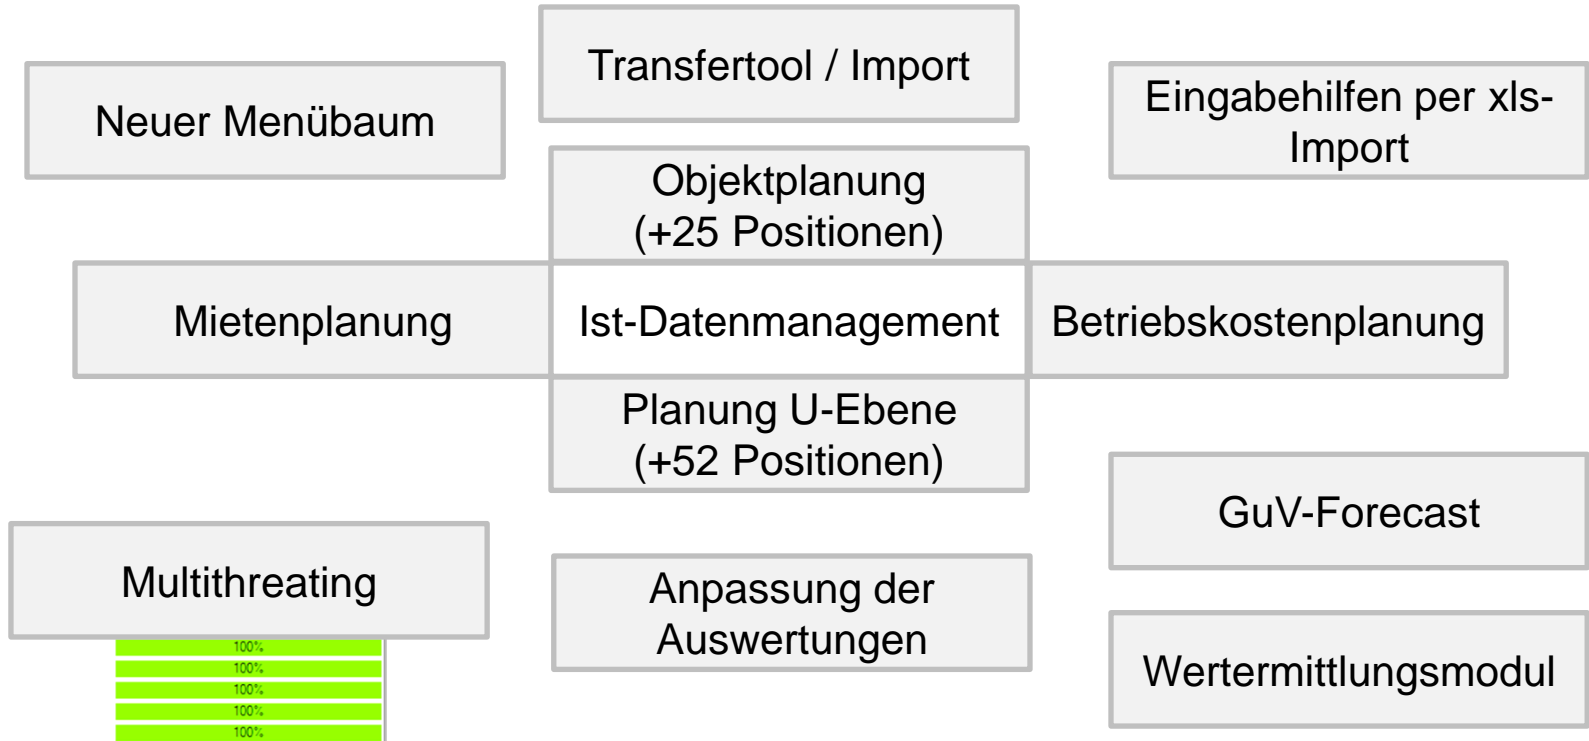 Transfertool / Import
Neuer Menübaum
Eingabehilfen per xls-
Import
Objektplanung
(+25 Positionen)
Mietenplanung
Ist-Datenmanagement
Betriebskostenplanung
Planung U-Ebene
(+52 Positionen)
GuV-Forecast
Multithreating
Anpassung der
Auswertungen
Wertermittlungsmodul
100%
100%
100%
100%
100%